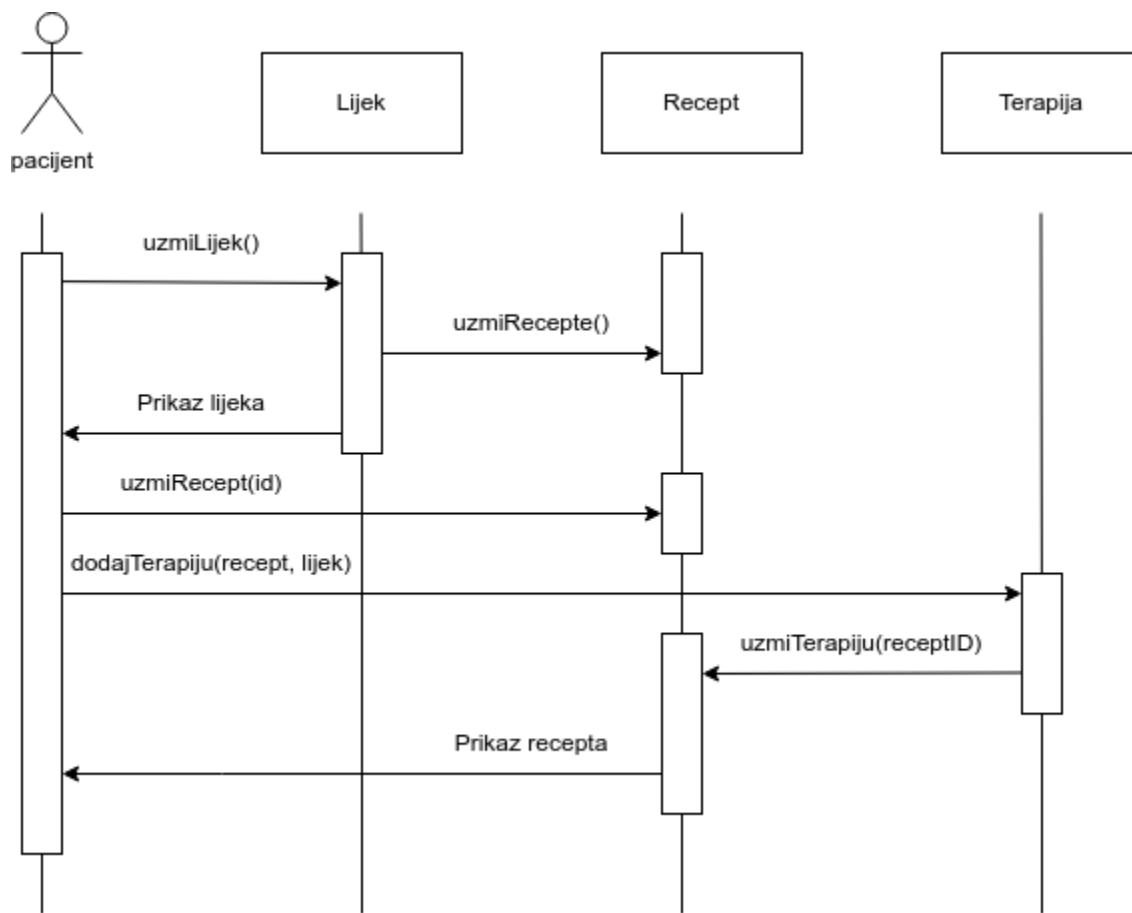 pacijent
Lijek
Recept
Terapija
uzmiLijek()
uzmiRecepte()
Prikaz lijeka
uzmiRecept(id)
dodajTerapiju(recept, lijek)
uzmiTerapiju(receptID)
Prikaz recepta